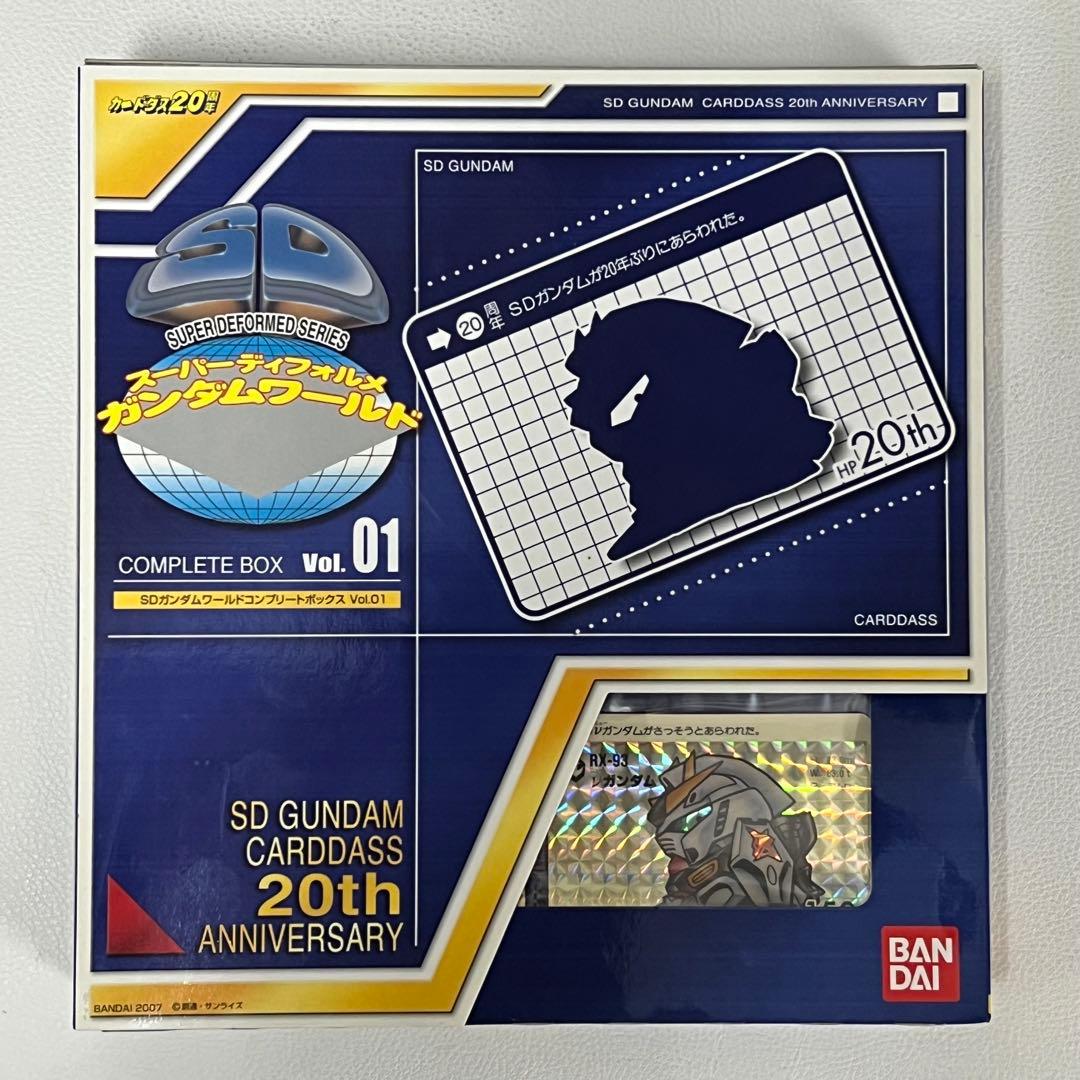 カードダス20周年
SD GUNDAM CARDDASS 20th ANNIVERSARY
SD GUNDAM
SD
SUPER DEFORMED SERIES
スーパーディフォルメ
ガンダムワールド
COMPLETE BOX Vol. 01
SDガンダムワールドコンプリートボックス Vol.01
20周年 SDガンダムが20年ぶりにあらわれた。
HP 20th
CARDDASS
νガンダムがさっそうとあらわれた。
RX-93
νガンダム
SD GUNDAM
CARDDASS
20th
ANNIVERSARY
BAN
DAI
BANDAI 2007 ©創通・サンライズ